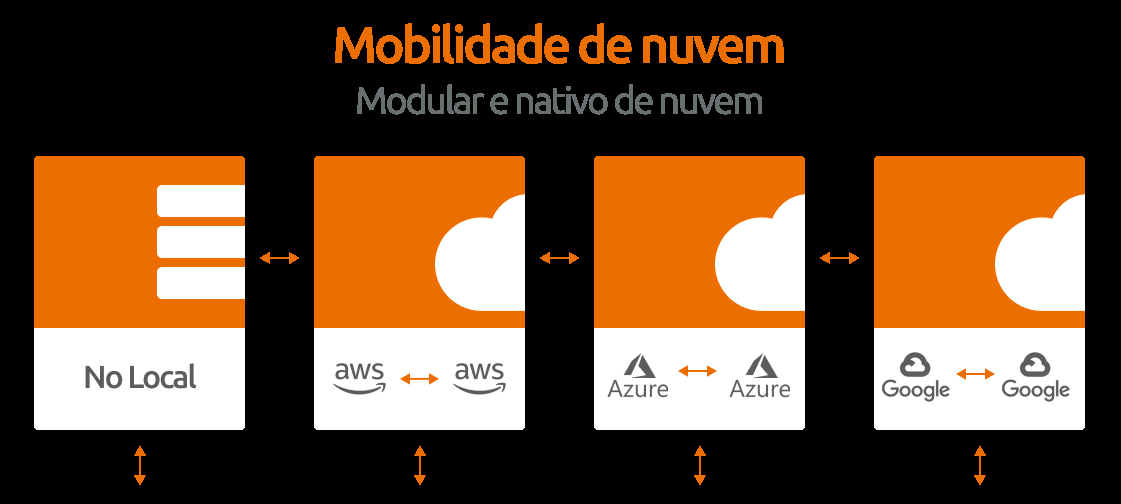 Mobilidade de nuvem
Modular e nativo de nuvem
No Local
aws aws
Azure Azure
Google Google